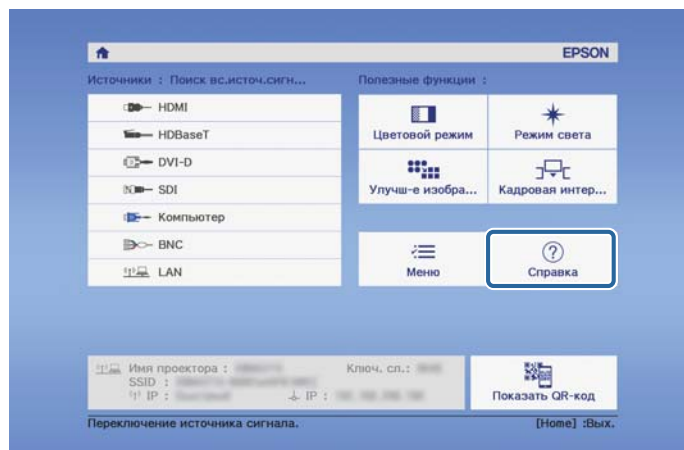 EPSON
Источники : Поиск вс.источ.сигн...
Полезные функции :
HDMI
HDBaseT
DVI-D
SDI
Компьютер
BNC
LAN
Цветовой режим
Режим света
Улучш-е изобра...
Кадровая интер...
Меню
Справка
Имя проектора :
Ключ. сл.:
SSID :
IP :
IP :
Показать QR-код
Переключение источника сигнала.
[Home] :Вых.